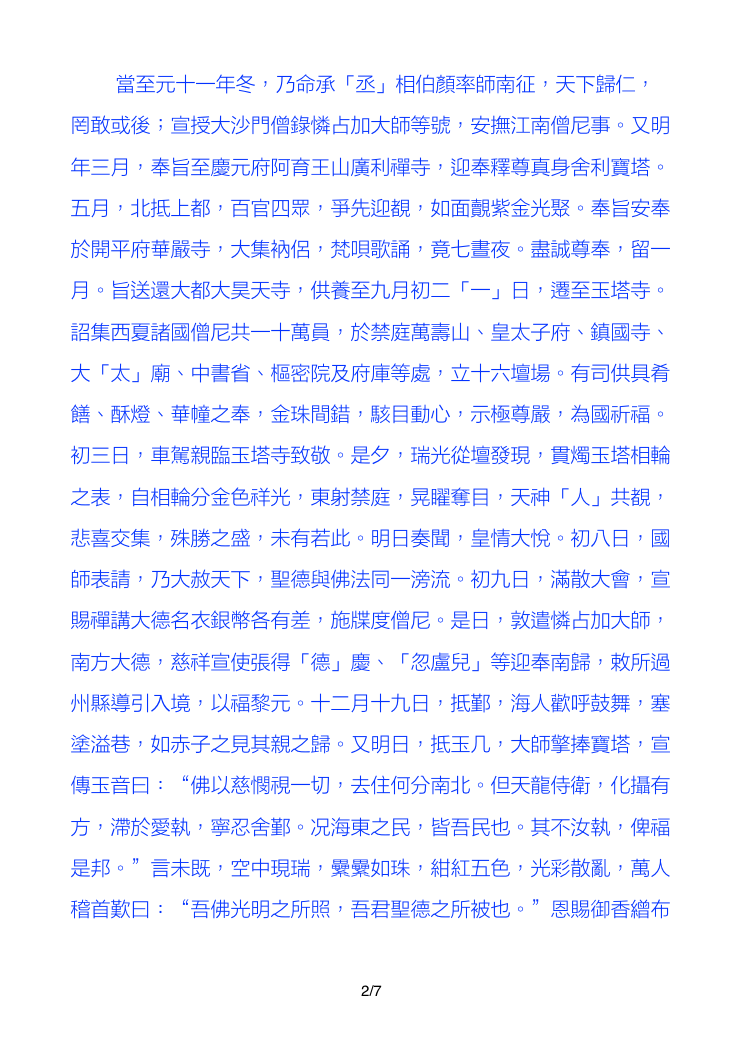 當至元十一年冬，乃命承「丞」相伯顏率師南征，天下歸仁，
罔敢或後；宣授大沙門僧錄憐占加大師等號，安撫江南僧尼事。又明
年三月，奉旨至慶元府阿育王山廣利禪寺，迎奉釋尊真身舍利寶塔。
五月，北抵上都，百官四眾，爭先迎覩，如面覿紫金光聚。奉旨安奉
於開平府華嚴寺，大集衲侶，梵唄歌誦，竟七晝夜。盡誠尊奉，留一
月。旨送還大都大昊天寺，供養至九月初二「一」日，遷至玉塔寺。
詔集西夏諸國僧尼共一十萬員，於禁庭萬壽山、皇太子府、鎮國寺、
大「太」廟、中書省、樞密院及府庫等處，立十六壇場。有司供具肴
饍、酥燈、華幢之奉，金珠間錯，駭目動心，示極尊嚴，為國祈福。
初三日，車駕親臨玉塔寺致敬。是夕，瑞光從壇發現，貫燭玉塔相輪
之表，自相輪分金色祥光，東射禁庭，晃曜奪目，天神「人」共覩，
悲喜交集，殊勝之盛，未有若此。明日奏聞，皇情大悅。初八日，國
師表請，乃大赦天下，聖德與佛法同一滂流。初九日，滿散大會，宣
賜禪講大德名衣銀幣各有差，施牒度僧尼。是日，敦遣憐占加大師，
南方大德，慈祥宣使張得「德」慶、「忽盧兒」等迎奉南歸，敕所過
州縣導引入境，以福黎元。十二月十九日，抵鄞，海人歡呼鼓舞，塞
塗溢巷，如赤子之見其親之歸。又明日，抵玉几，大師擎捧寶塔，宣
傳玉音曰：“佛以慈憫視一切，去住何分南北。但天龍侍衛，化攝有
方，滯於愛執，寧忍舍鄞。况海東之民，皆吾民也。其不汝執，俾福
是邦。”言未既，空中現瑞，纍纍如珠，紺紅五色，光彩散亂，萬人
稽首歎曰：“吾佛光明之所照，吾君聖德之所被也。”恩賜御香繒布
2/7